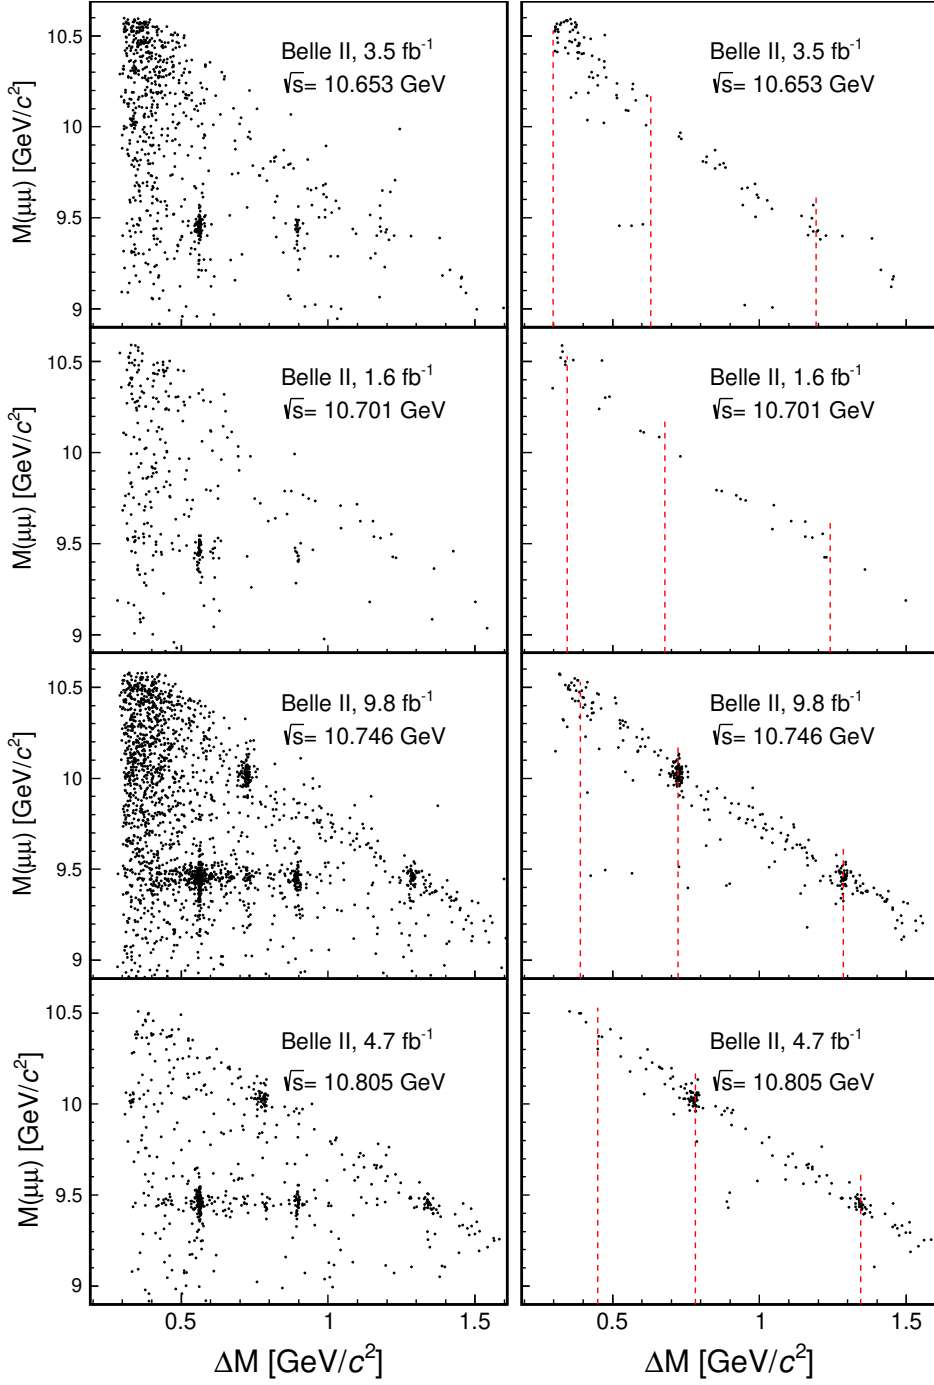 10.5
10
9.5
9
M(μμ) [GeV/c²]
Belle II, 3.5 fb⁻¹
√s= 10.653 GeV
Belle II, 3.5 fb⁻¹
√s= 10.653 GeV
10.5
10
9.5
9
M(μμ) [GeV/c²]
Belle II, 1.6 fb⁻¹
√s= 10.701 GeV
Belle II, 1.6 fb⁻¹
√s= 10.701 GeV
10.5
10
9.5
9
M(μμ) [GeV/c²]
Belle II, 9.8 fb⁻¹
√s= 10.746 GeV
Belle II, 9.8 fb⁻¹
√s= 10.746 GeV
10.5
10
9.5
9
M(μμ) [GeV/c²]
Belle II, 4.7 fb⁻¹
√s= 10.805 GeV
Belle II, 4.7 fb⁻¹
√s= 10.805 GeV
0.5 1 1.5
0.5 1 1.5
ΔM [GeV/c²]
ΔM [GeV/c²]